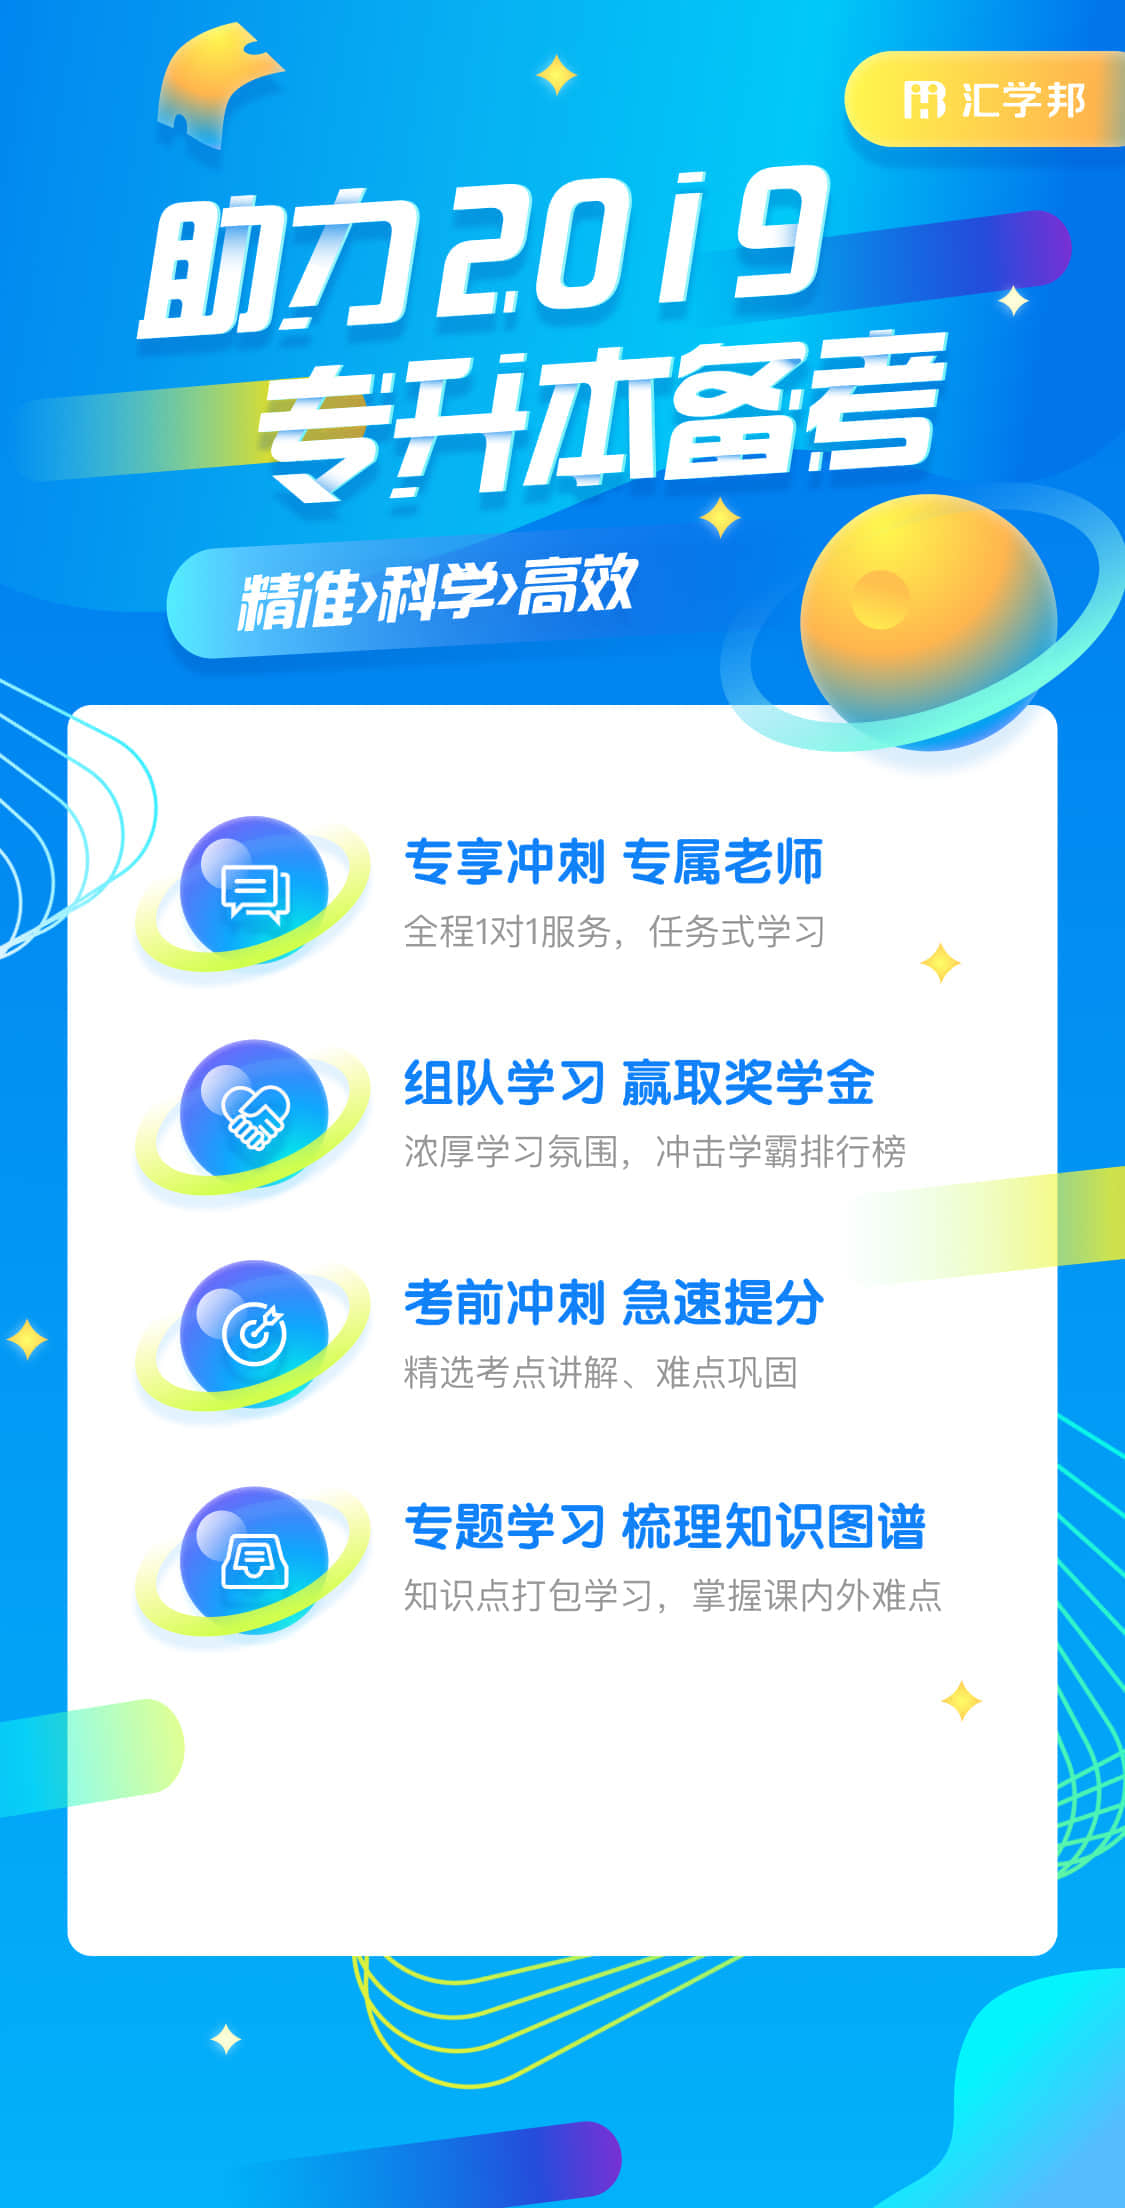 汇学邦
助力2019
专升本备考
精准>科学>高效
专享冲刺 专属老师
全程1对1服务，任务式学习
组队学习 赢取奖学金
浓厚学习氛围，冲击学霸排行榜
考前冲刺 急速提分
精选考点讲解、难点巩固
专题学习 梳理知识图谱
知识点打包学习，掌握课内外难点